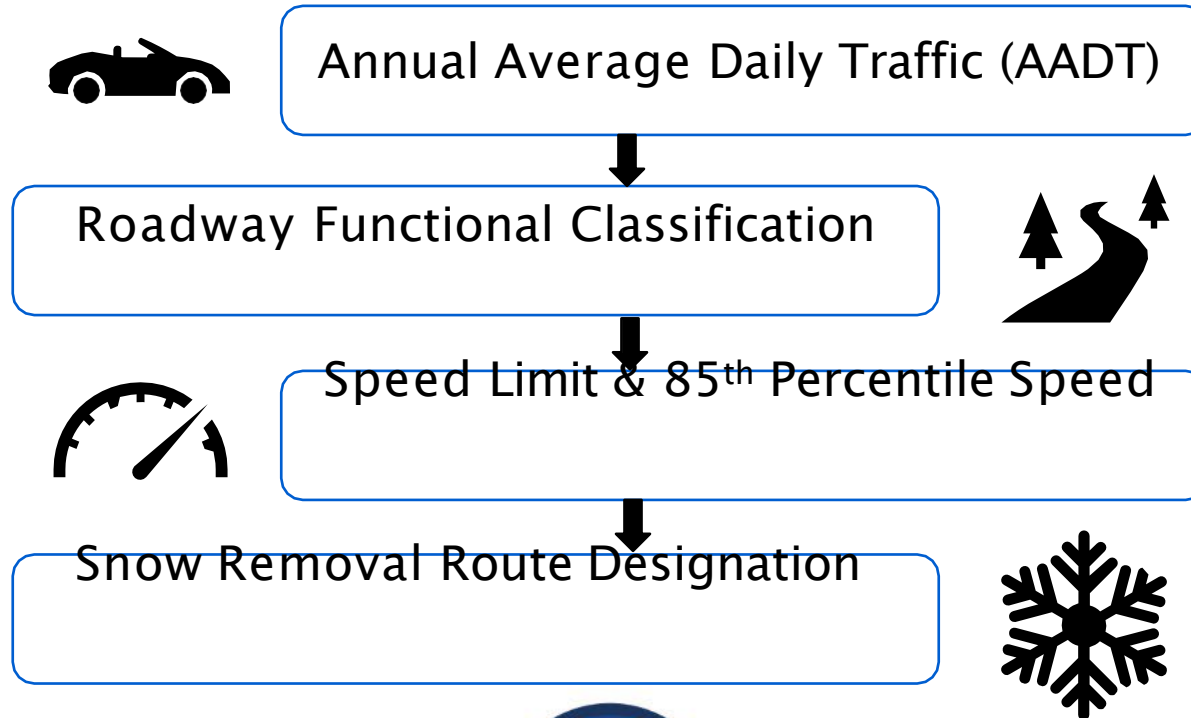 Annual Average Daily Traffic (AADT)
Roadway Functional Classification
Speed Limit & 85th Percentile Speed
Snow Removal Route Designation